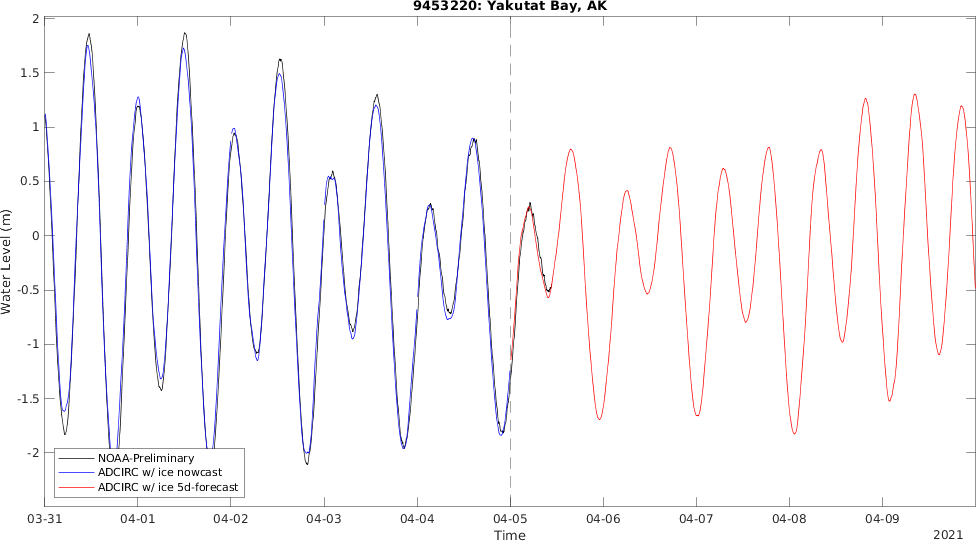 9453220: Yakutat Bay, AK
2
1.5
1
0.5
0
-0.5
-1
-1.5
-2
Water Level (m)
NOAA-Preliminary
ADCIRC w/ ice nowcast
ADCIRC w/ ice 5d-forecast
03-31 04-01 04-02 04-03 04-04 04-05 04-06 04-07 04-08 04-09
Time
2021